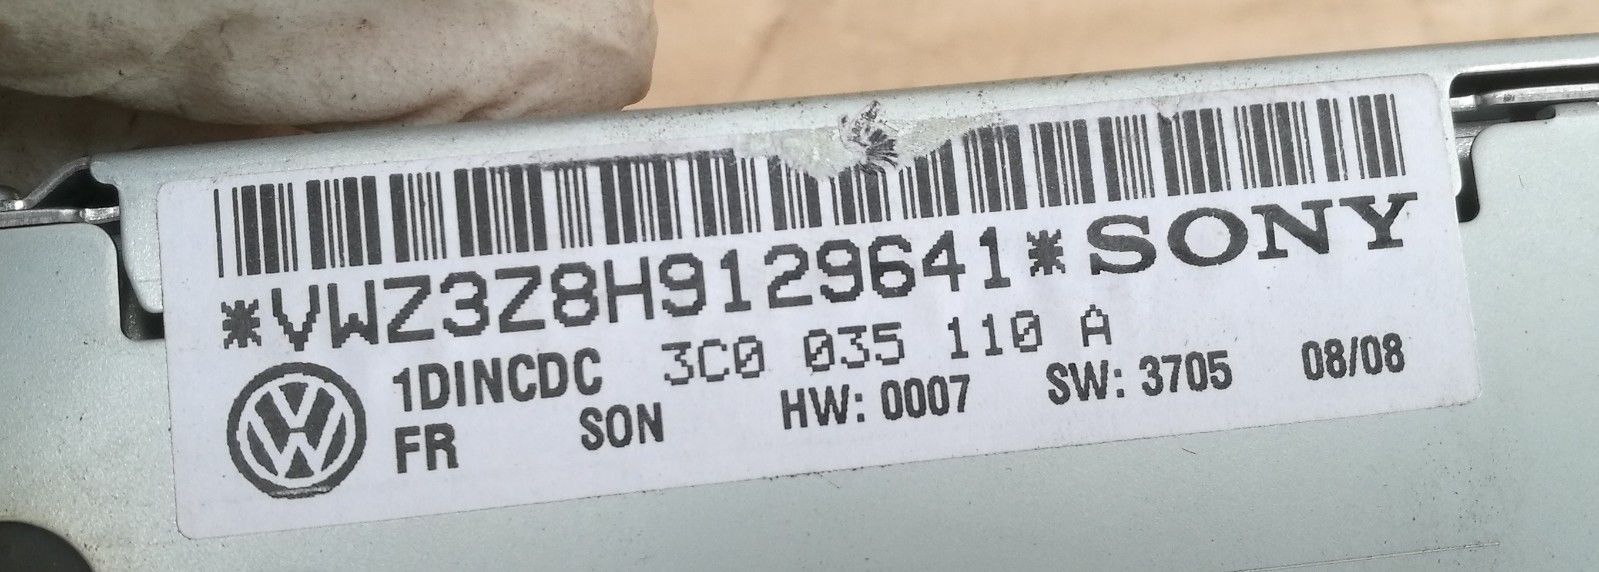 *VWZ3Z8H9129641* SONY
1DINCDC 3C0 035 110 A
FR SON HW: 0007 SW: 3705 08/08